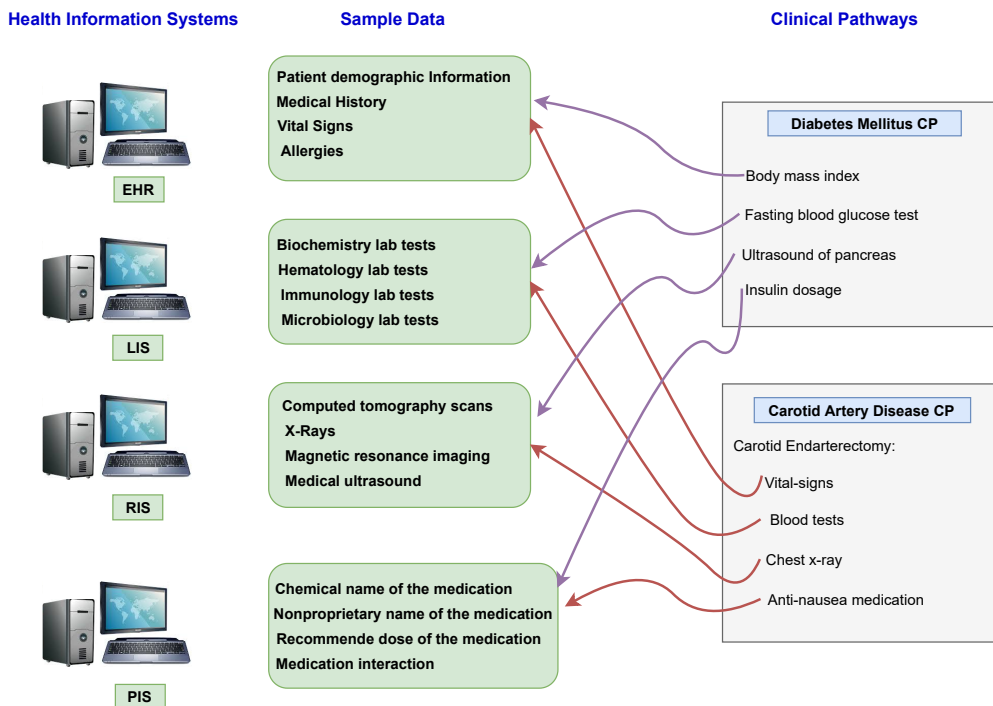 Health Information Systems
Sample Data
Clinical Pathways
EHR
Patient demographic Information
Medical History
Vital Signs
Allergies
LIS
Biochemistry lab tests
Hematology lab tests
Immunology lab tests
Microbiology lab tests
RIS
Computed tomography scans
X-Rays
Magnetic resonance imaging
Medical ultrasound
PIS
Chemical name of the medication
Nonproprietary name of the medication
Recommende dose of the medication
Medication interaction
Diabetes Mellitus CP
Body mass index
Fasting blood glucose test
Ultrasound of pancreas
Insulin dosage
Carotid Artery Disease CP
Carotid Endarterectomy:
Vital-signs
Blood tests
Chest x-ray
Anti-nausea medication